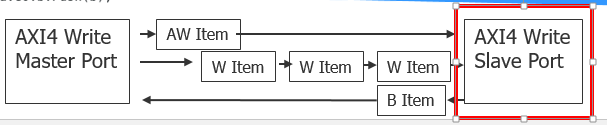 AXI4 Write
Master Port
AW Item
W Item
W Item
W Item
B Item
AXI4 Write
Slave Port